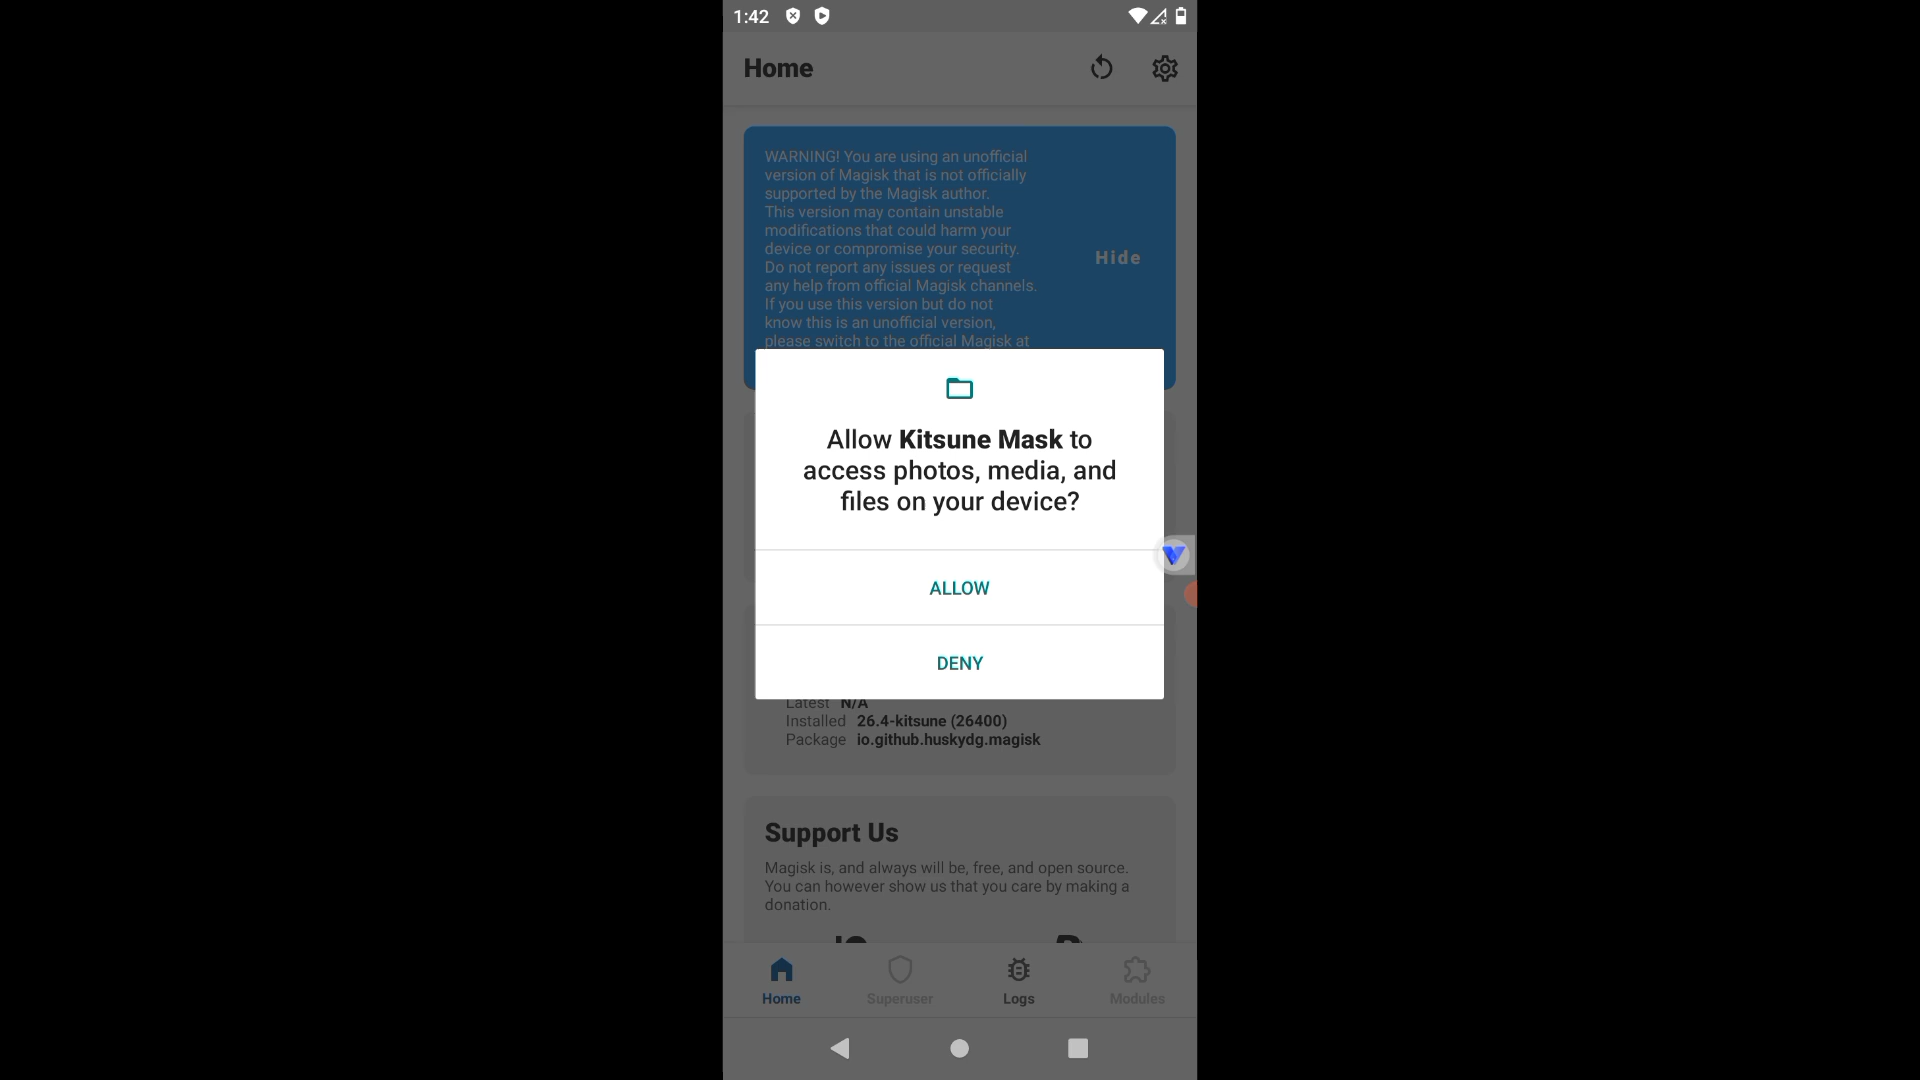 1:42
Home
WARNING! You are using an unofficial
version of Magisk that is not officially
supported by the Magisk author.
This version may contain unstable
modifications that could harm your
device or compromise your security.
Do not report any issues or request
any help from official Magisk channels.
If you use this version but do not
know this is an unofficial version,
please switch to the official Magisk at
Hide
Allow Kitsune Mask to
access photos, media, and
files on your device?
ALLOW
DENY
Latest N/A
Installed 26.4-kitsune (26400)
Package io.github.huskydg.magisk
Support Us
Magisk is, and always will be, free, and open source.
You can however show us that you care by making a
donation.
Home Superuser Logs Modules